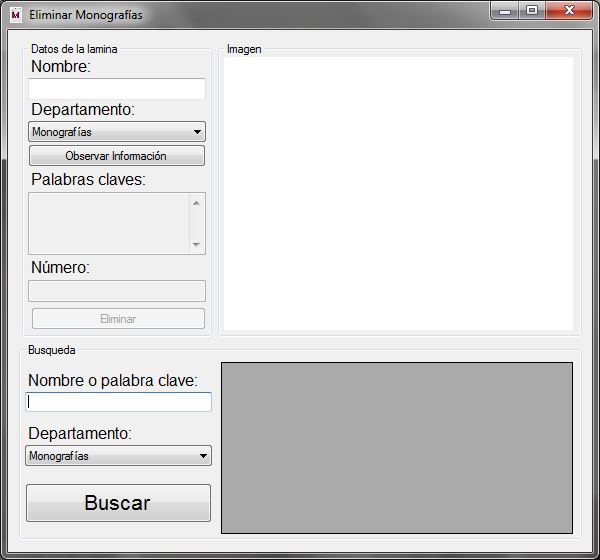 Eliminar Monografías
Datos de la lamina
Nombre:
Departamento:
Monografías
Observar Información
Palabras claves:
Número:
Eliminar
Imagen
Busqueda
Nombre o palabra clave:
Departamento:
Monografías
Buscar